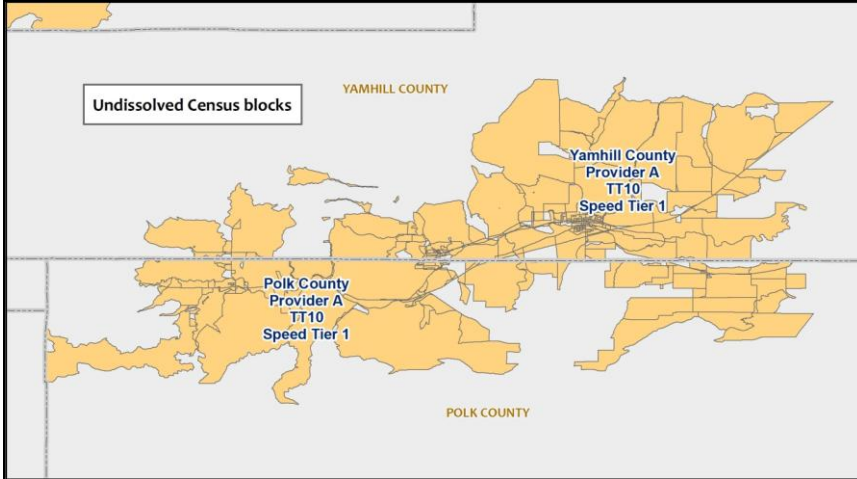 YAMHILL COUNTY
Undissolved Census blocks
Yamhill County
Provider A
TT10
Speed Tier 1
Polk County
Provider A
TT10
Speed Tier 1
POLK COUNTY